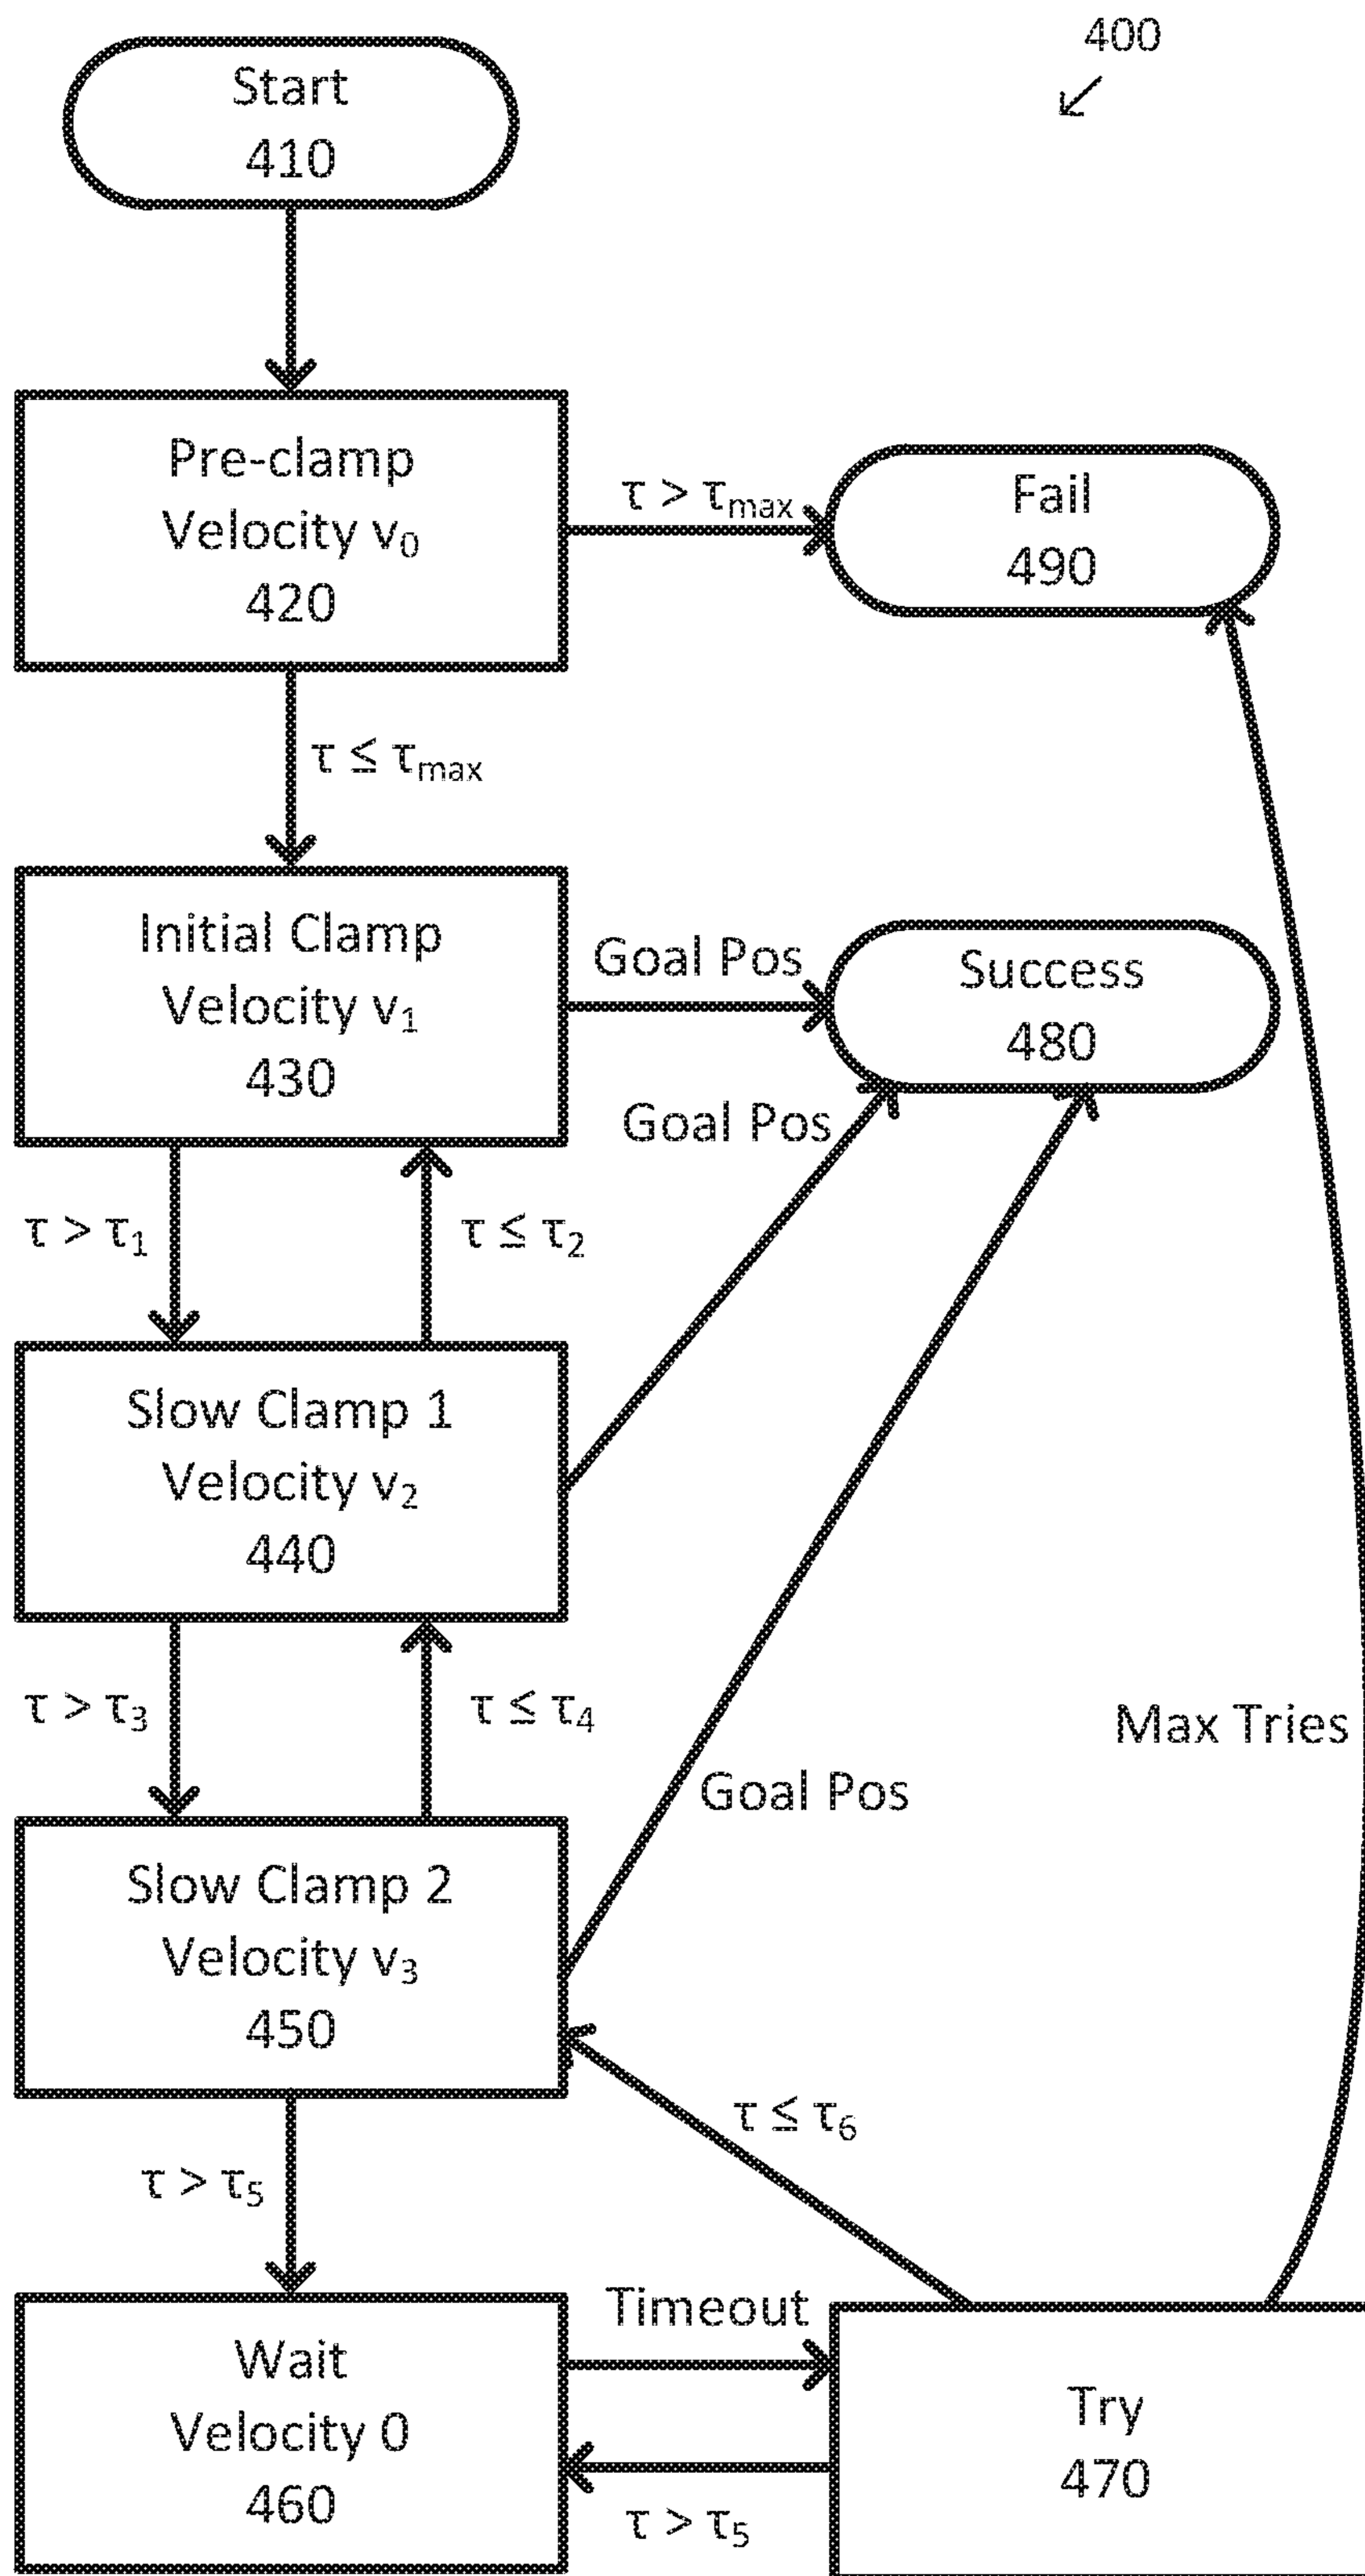 400
Start
410
Pre-clamp
Velocity v₀
420
τ > τmax
Fail
490
τ ≤ τmax
Initial Clamp
Velocity v₁
430
Goal Pos
Success
480
Goal Pos
τ > τ₁
τ ≤ τ₂
Slow Clamp 1
Velocity v₂
440
τ > τ₃
τ ≤ τ₄
Max Tries
Goal Pos
Slow Clamp 2
Velocity v₃
450
τ ≤ τ₆
τ > τ₅
Timeout
Wait
Velocity 0
460
Try
470
τ > τ₅